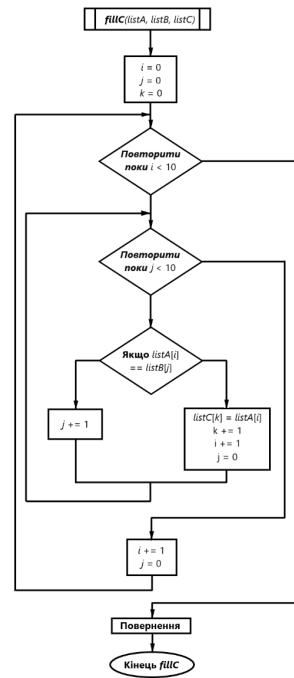 fillC(listA, listB, listC)
i = 0
j = 0
k = 0
Повторити
поки i < 10
Повторити
поки j < 10
Якщо listA[i]
== listB[j]
j += 1
listC[k] = listA[i]
k += 1
i += 1
j = 0
i += 1
j = 0
Повернення
Кінець fillC